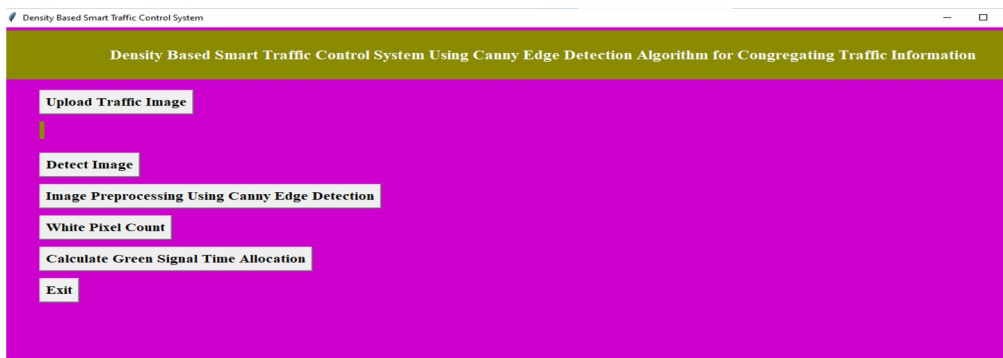 Density Based Smart Traffic Control System
Density Based Smart Traffic Control System Using Canny Edge Detection Algorithm for Congregating Traffic Information
Upload Traffic Image
Detect Image
Image Preprocessing Using Canny Edge Detection
White Pixel Count
Calculate Green Signal Time Allocation
Exit